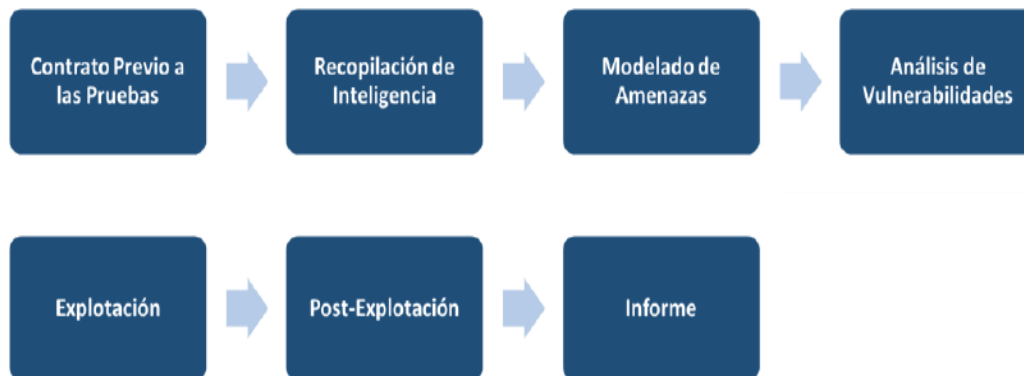 Contrato Previo a
las Pruebas
Recopilación de
Inteligencia
Modelado de
Amenazas
Análisis de
Vulnerabilidades
Explotación
Post-Explotación
Informe